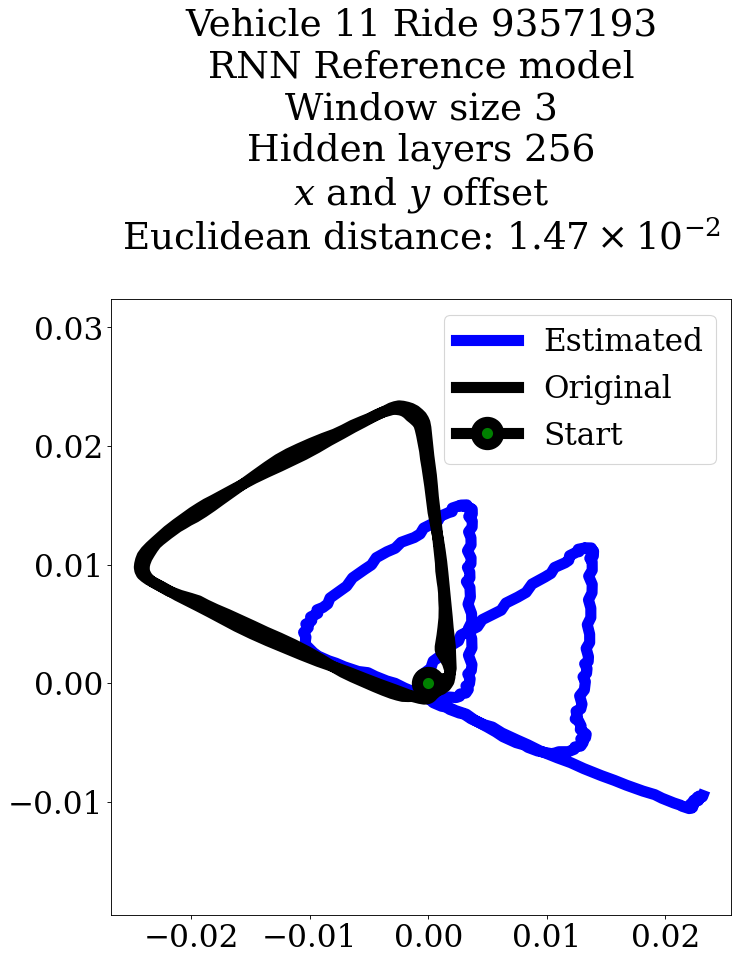 Vehicle 11 Ride 9357193
RNN Reference model
Window size 3
Hidden layers 256
x and y offset
Euclidean distance: 1.47 × 10⁻²
Estimated
Original
Start
0.03
0.02
0.01
0.00
−0.01
−0.02
−0.01
0.00
0.01
0.02